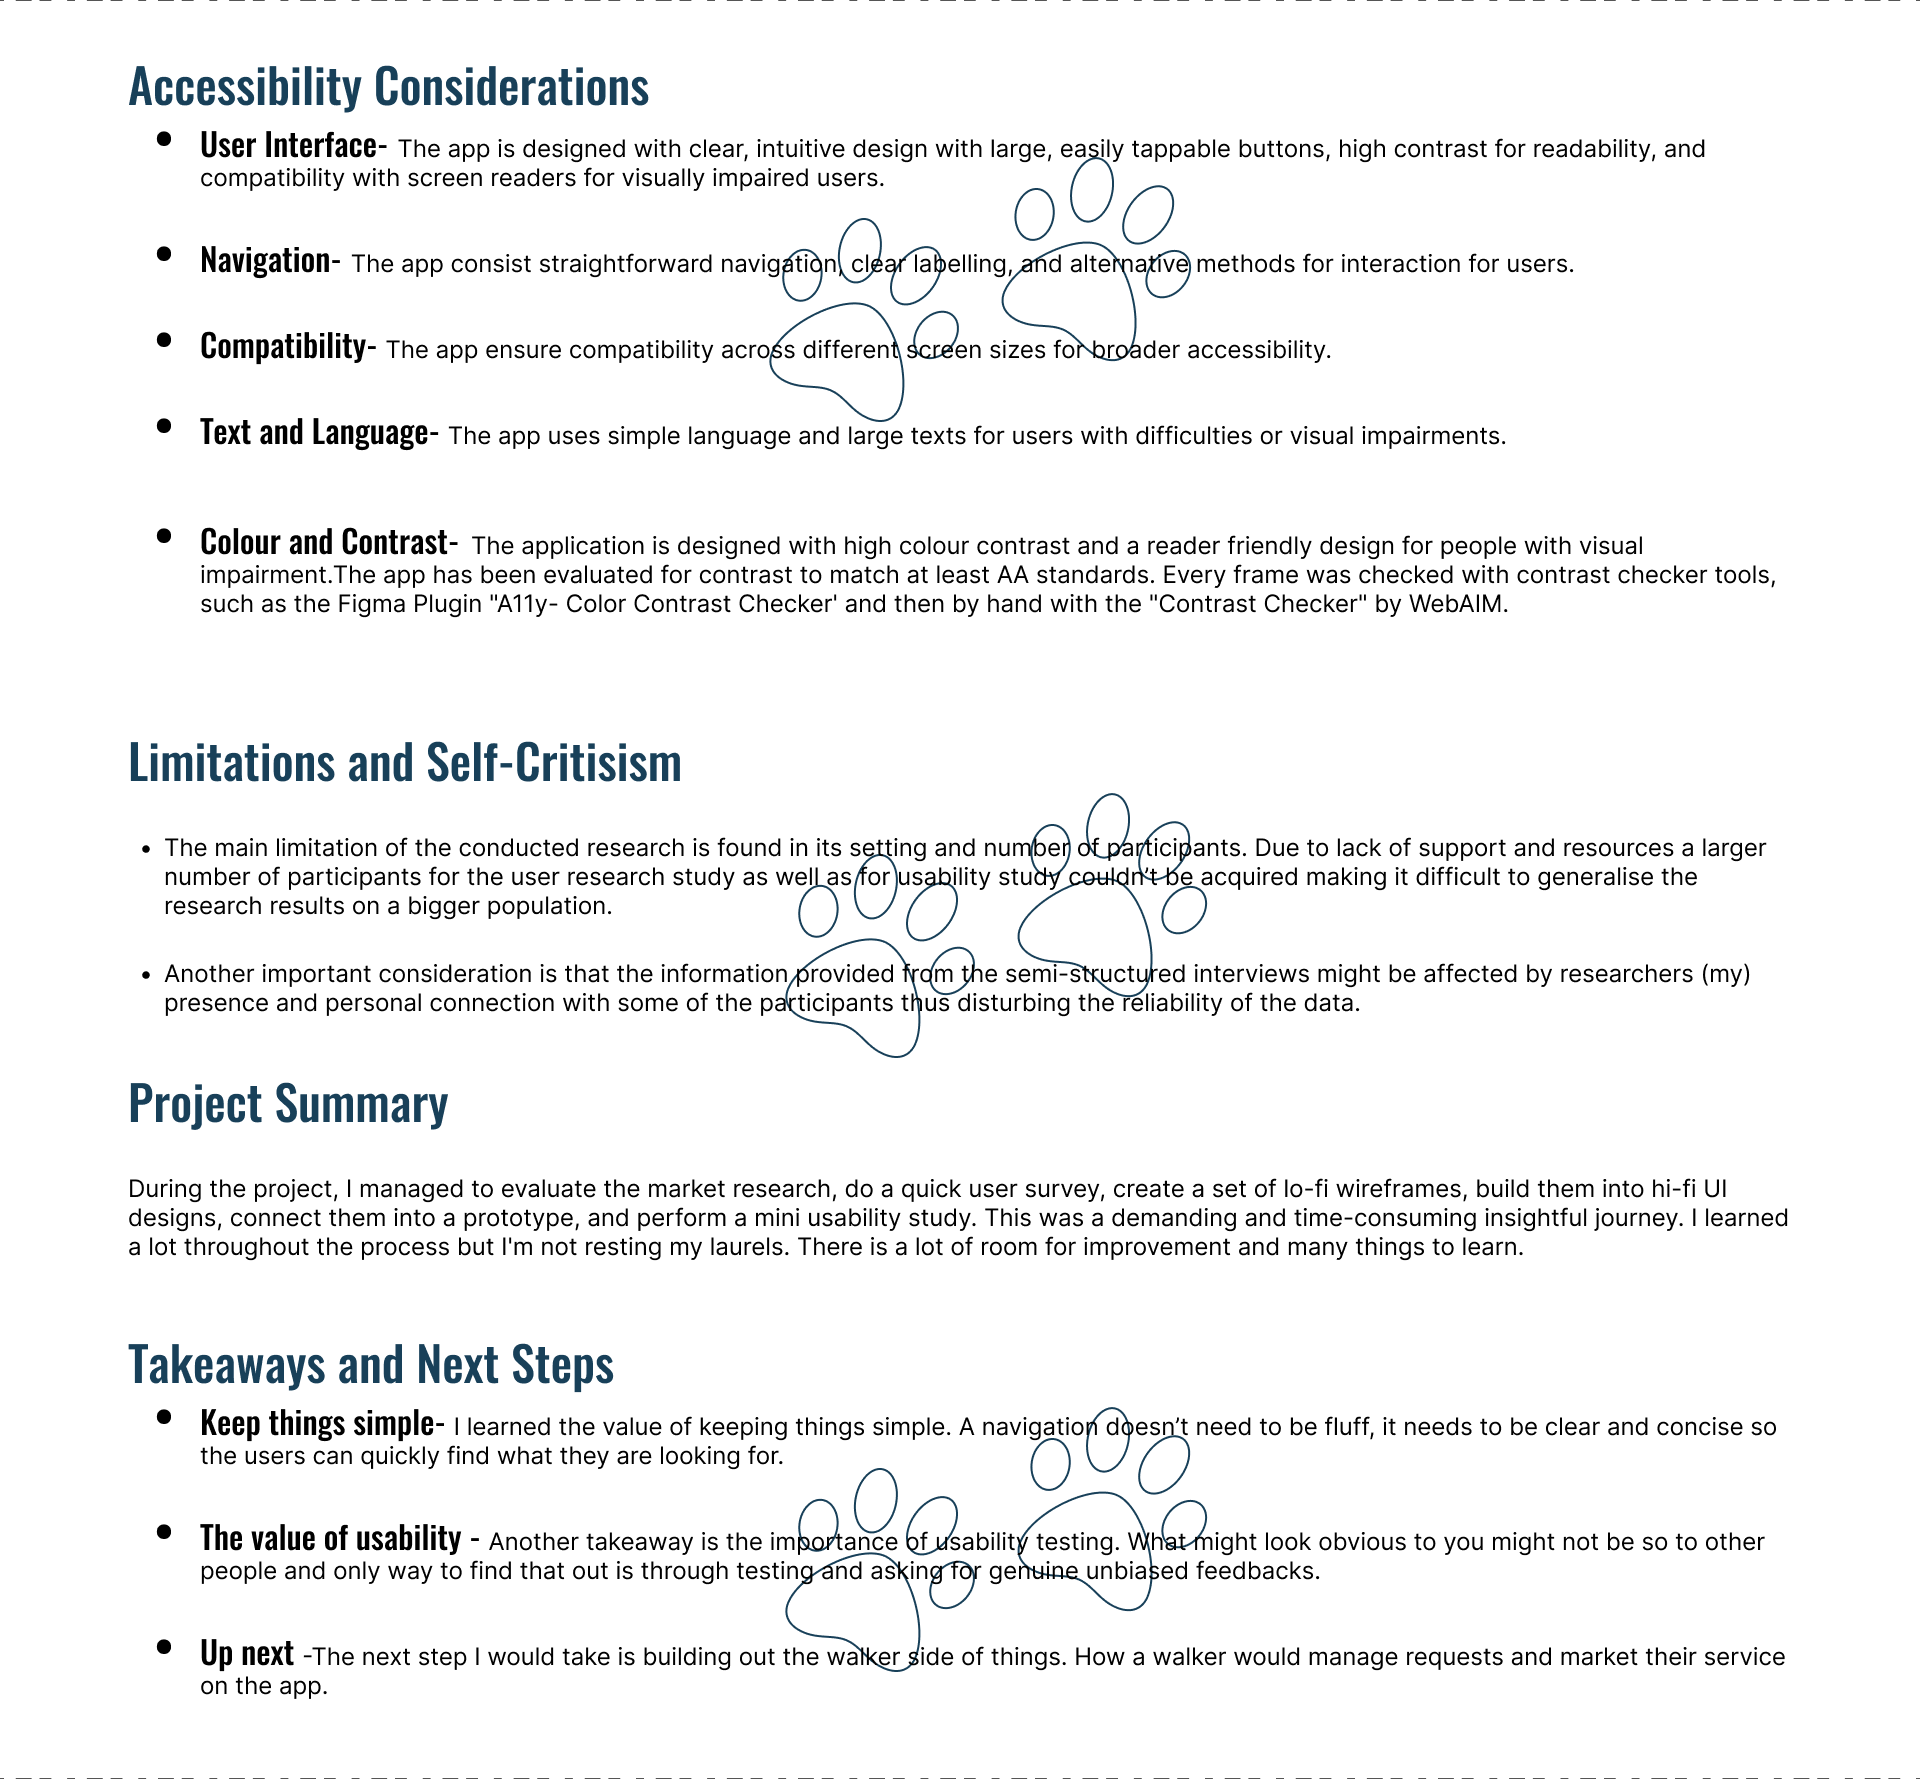 Accessibility Considerations
User Interface- The app is designed with clear, intuitive design with large, easily tappable buttons, high contrast for readability, and
compatibility with screen readers for visually impaired users.
Navigation- The app consist straightforward navigation, clear labelling, and alternative methods for interaction for users.
Compatibility- The app ensure compatibility across different screen sizes for broader accessibility.
Text and Language- The app uses simple language and large texts for users with difficulties or visual impairments.
Colour and Contrast- The application is designed with high colour contrast and a reader friendly design for people with visual
impairment.The app has been evaluated for contrast to match at least AA standards. Every frame was checked with contrast checker tools,
such as the Figma Plugin "A11y- Color Contrast Checker' and then by hand with the "Contrast Checker" by WebAIM.
Limitations and Self-Critisism
The main limitation of the conducted research is found in its setting and number of participants. Due to lack of support and resources a larger
number of participants for the user research study as well as for usability study couldn't be acquired making it difficult to generalise the
research results on a bigger population.
Another important consideration is that the information provided from the semi-structured interviews might be affected by researchers (my)
presence and personal connection with some of the participants thus disturbing the reliability of the data.
Project Summary
During the project, I managed to evaluate the market research, do a quick user survey, create a set of lo-fi wireframes, build them into hi-fi UI
designs, connect them into a prototype, and perform a mini usability study. This was a demanding and time-consuming insightful journey. I learned
a lot throughout the process but I'm not resting my laurels. There is a lot of room for improvement and many things to learn.
Takeaways and Next Steps
Keep things simple- I learned the value of keeping things simple. A navigation doesn’t need to be fluff, it needs to be clear and concise so
the users can quickly find what they are looking for.
The value of usability - Another takeaway is the importance of usability testing. What might look obvious to you might not be so to other
people and only way to find that out is through testing and asking for genuine unbiased feedbacks.
Up next -The next step I would take is building out the walker side of things. How a walker would manage requests and market their service
on the app.